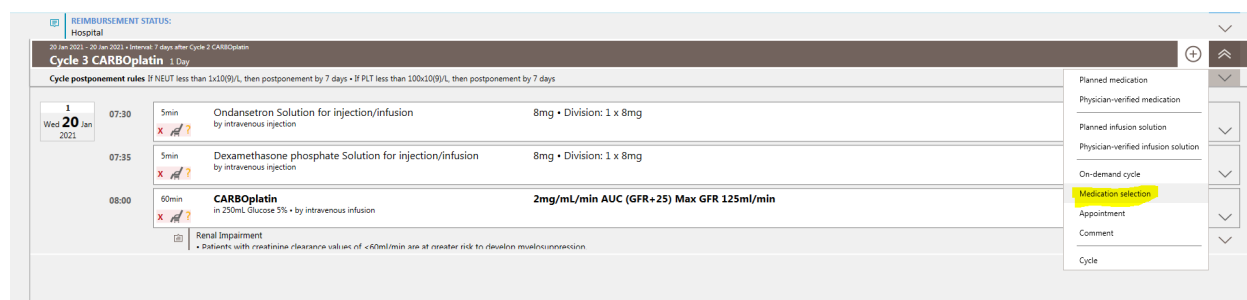 REIMBURSEMENT STATUS:
Hospital
20 Jan 2021 - 20 Jan 2021 • Interval: 7 days after Cycle 2 CARBOplatin
Cycle 3 CARBOplatin 1 Day
Cycle postponement rules If NEUT less than 1x10(9)/L, then postponement by 7 days • If PLT less than 100x10(9)/L, then postponement by 7 days
1
Wed 20 Jan
2021
07:30
5min
Ondansetron Solution for injection/infusion
8mg • Division: 1 x 8mg
by intravenous injection
X ?
07:35
5min
Dexamethasone phosphate Solution for injection/infusion
8mg • Division: 1 x 8mg
by intravenous injection
X ?
08:00
60min
CARBOplatin
2mg/mL/min AUC (GFR+25) Max GFR 125ml/min
in 250mL Glucose 5% • by intravenous infusion
X ?
Renal Impairment
• Patients with creatinine clearance values of <60ml/min are at greater risk to develop myelosuppression
Planned medication
Physician-verified medication
Planned infusion solution
Physician-verified infusion solution
On-demand cycle
Medication selection
Appointment
Comment
Cycle